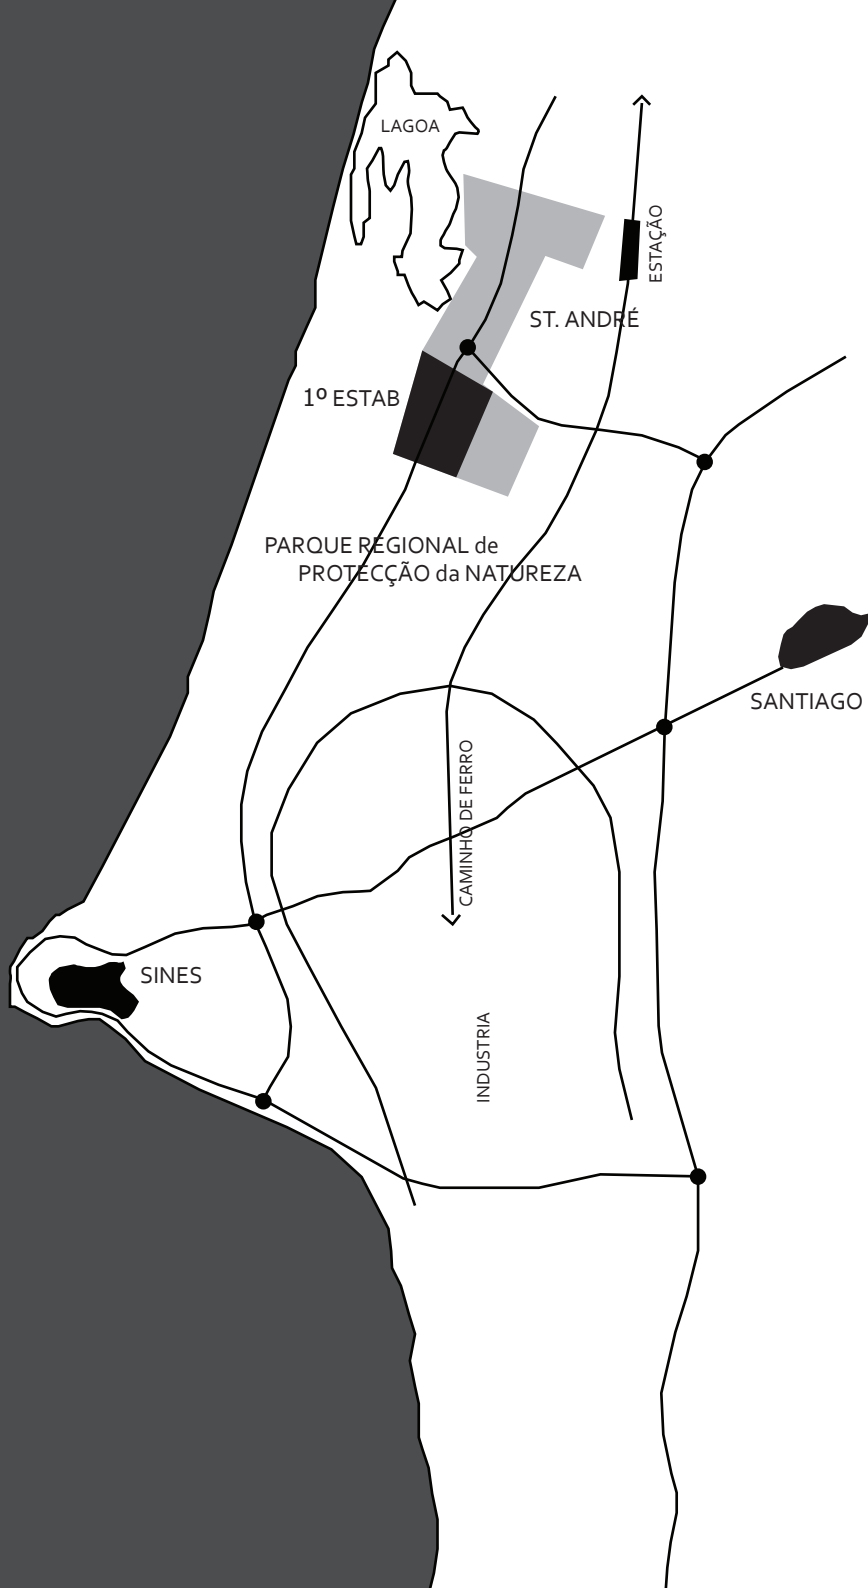 LAGOA
ESTAÇÃO
ST. ANDRÉ
1º ESTAB
PARQUE REGIONAL de
PROTECÇÃO da NATUREZA
SANTIAGO
CAMINHO DE FERRO
SINES
INDUSTRIA